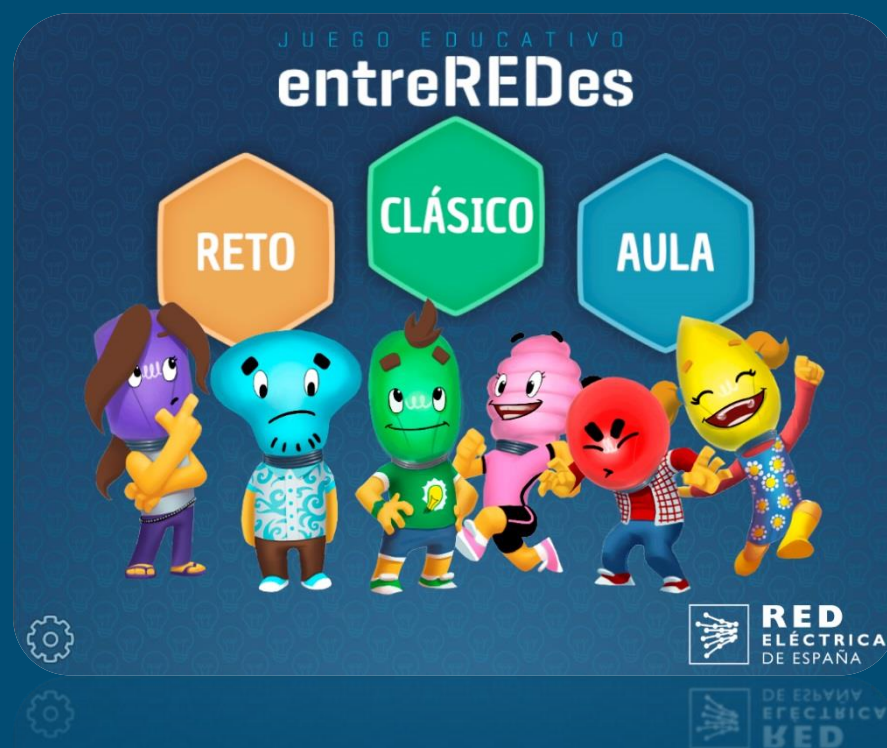 JUEGO EDUCATIVO
entreREDes
RETO
CLÁSICO
AULA
RED
ELÉCTRICA
DE ESPAÑA